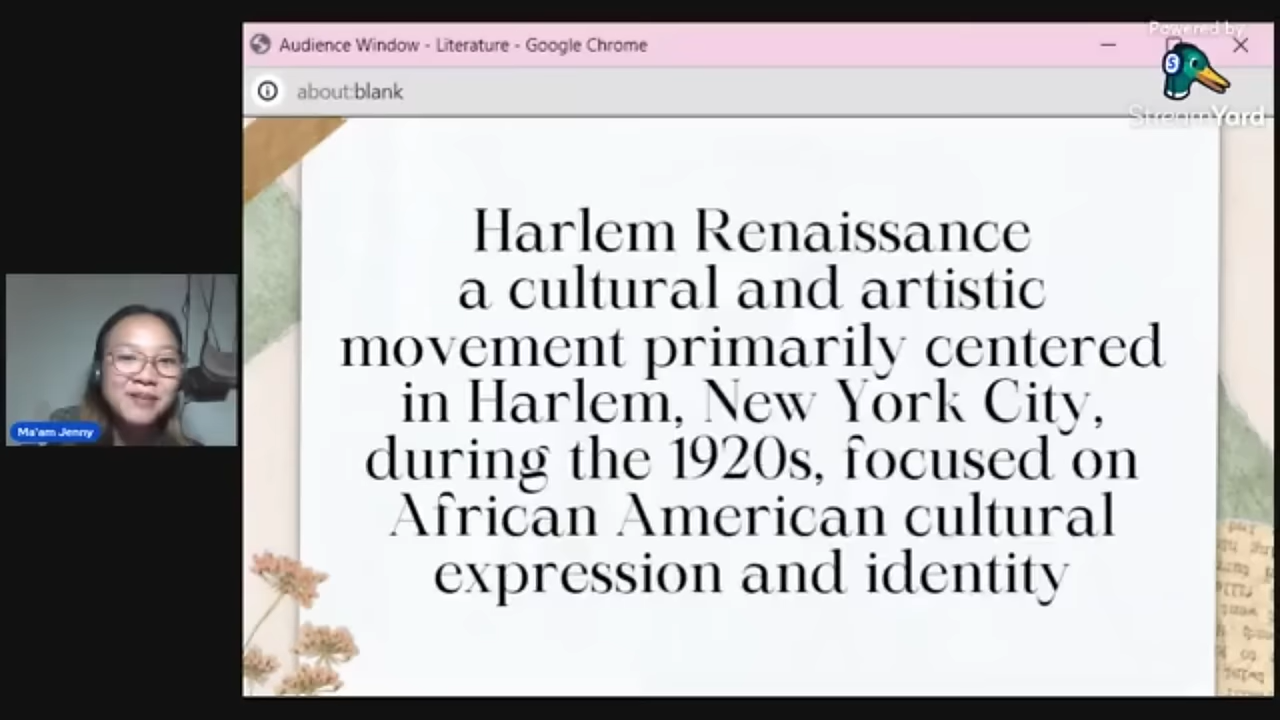 Audience Window - Literature - Google Chrome
about:blank
Powered by
StreamYard
Harlem Renaissance
a cultural and artistic
movement primarily centered
in Harlem, New York City,
during the 1920s, focused on
African American cultural
expression and identity
Ma'am Jenny